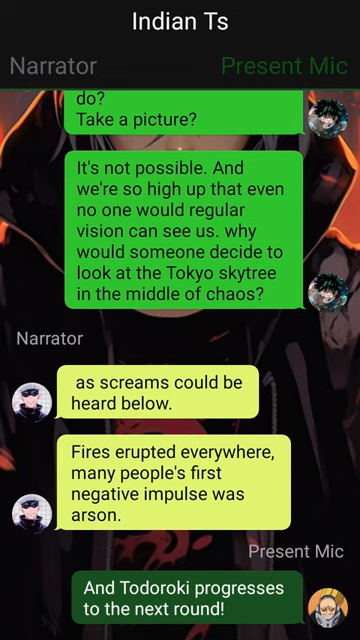 Indian Ts
Narrator
Present Mic
do?
Take a picture?
It's not possible. And
we're so high up that even
no one would regular
vision can see us. why
would someone decide to
look at the Tokyo skytree
in the middle of chaos?
Narrator
as screams could be
heard below.
Fires erupted everywhere,
many people's first
negative impulse was
arson.
Present Mic
And Todoroki progresses
to the next round!